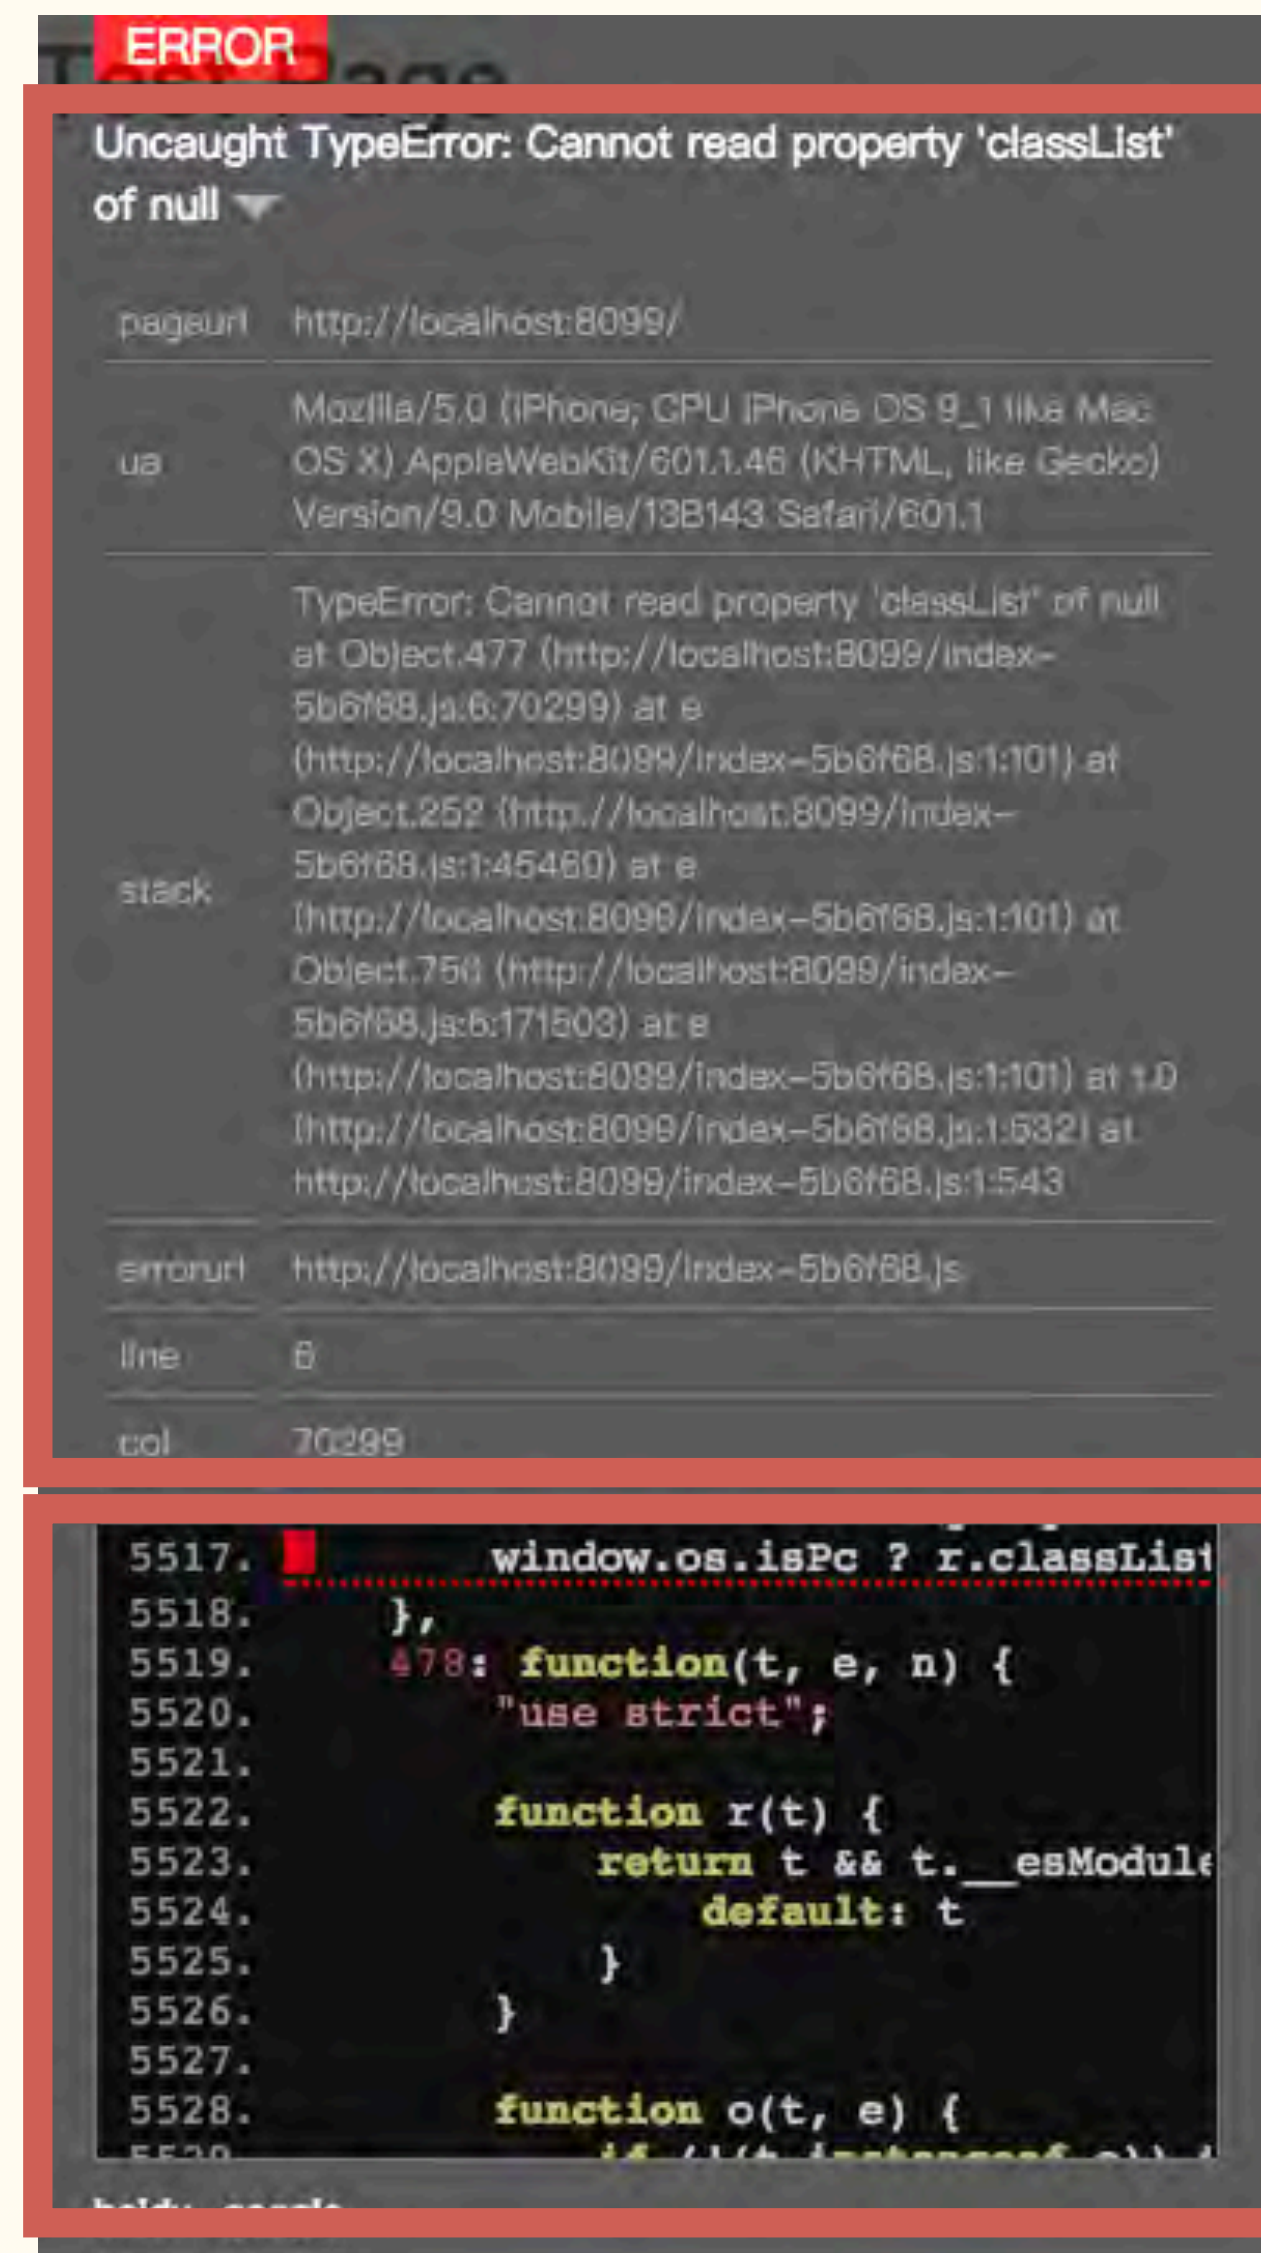 ERROR
Test Page
Uncaught TypeError: Cannot read property 'classList'
of null
pageurl http://localhost:8099/
ua Mozilla/5.0 (iPhone; CPU iPhone OS 9_1 like Mac
OS X) AppleWebKit/601.1.46 (KHTML, like Gecko)
Version/9.0 Mobile/13B143 Safari/601.1
stack TypeError: Cannot read property 'classList' of null
at Object.477 (http://localhost:8099/index-
5b6f68.js:6:70299) at e
(http://localhost:8099/index-5b6f68.js:1:101) at
Object.252 (http://localhost:8099/index-
5b6f68.js:1:45460) at e
(http://localhost:8099/index-5b6f68.js:1:101) at
(http://localhost:8099/index-
at e
(http://localhost:8099/index-5b6f68.js:1:101) at t.0
(http://localhost:8099/index-5b6f68.js:1:532) at
http://localhost:8099/index-5b6f68.js:1:543
errorurl http://localhost:8099/index-5b6f68.js
line 6
col 70299
5517. window.os.isPc ? r.classList
5518. },
5519. 478: function(t, e, n) {
5520. "use strict";
5521.
5522. function r(t) {
5523. return t && t.__esModule
5524. default: t
5525. }
5526. }
5527.
5528. function o(t, e) {
5529. if (!(t instanceof e)) {